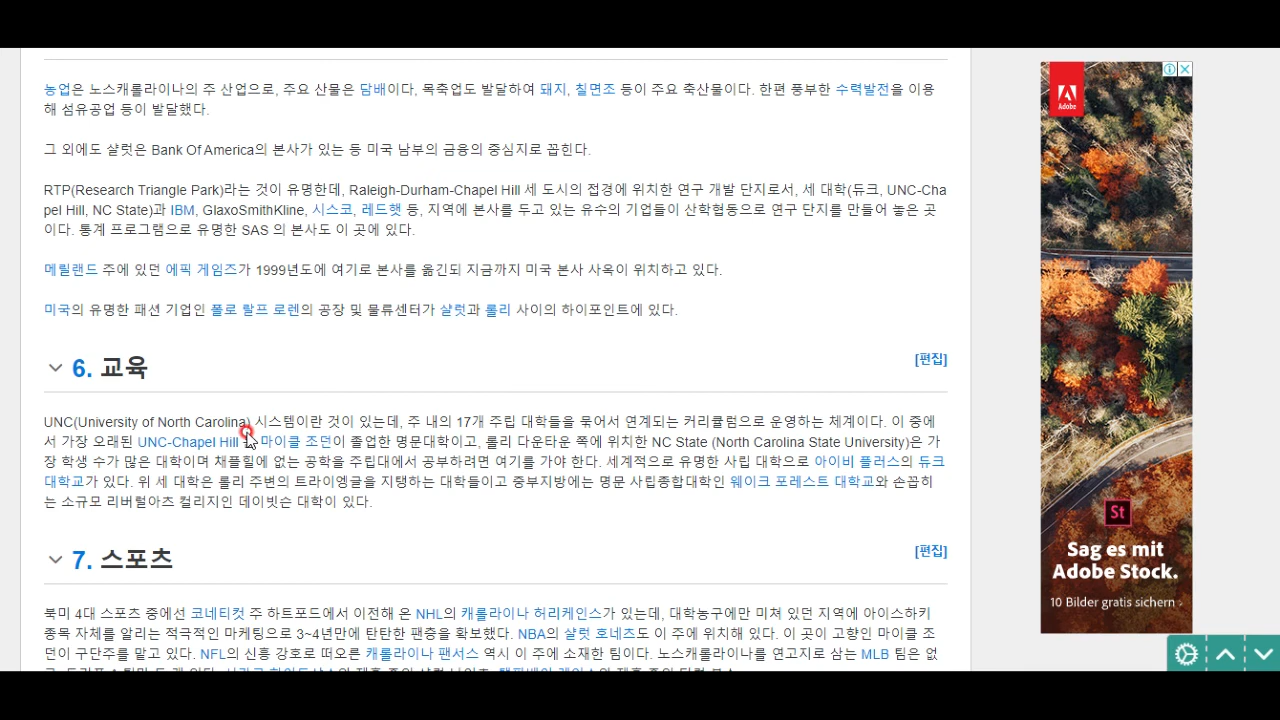 농업은 노스캐롤라이나의 주 산업으로, 주요 산물은 담배이다, 목축업도 발달하여 돼지, 칠면조 등이 주요 축산물이다. 한편 풍부한 수력발전을 이용
해 섬유공업 등이 발달했다.
그 외에도 샬럿은 Bank Of America의 본사가 있는 등 미국 남부의 금융의 중심지로 꼽힌다.
RTP(Research Triangle Park)라는 것이 유명한데, Raleigh-Durham-Chapel Hill 세 도시의 접경에 위치한 연구 개발 단지로서, 세 대학(듀크, UNC-Cha
pel Hill, NC State)과 IBM, GlaxoSmithKline, 시스코, 레드햇 등, 지역에 본사를 두고 있는 유수의 기업들이 산학협동으로 연구 단지를 만들어 놓은 곳
이다. 통계 프로그램으로 유명한 SAS 의 본사도 이 곳에 있다.
메릴랜드 주에 있던 에픽 게임즈가 1999년도에 여기로 본사를 옮긴되 지금까지 미국 본사 사옥이 위치하고 있다.
미국의 유명한 패션 기업인 폴로 랄프 로렌의 공장 및 물류센터가 샬럿과 롤리 사이의 하이포인트에 있다.
6. 교육
[편집]
UNC(University of North Carolina) 시스템이란 것이 있는데, 주 내의 17개 주립 대학들을 묶어서 연계되는 커리큘럼으로 운영하는 체계이다. 이 중에
서 가장 오래된 UNC-Chapel Hill 마이클 조던이 졸업한 명문대학이고, 롤리 다운타운 쪽에 위치한 NC State (North Carolina State University)은 가
장 학생 수가 많은 대학이며 채플힐에 없는 공학을 주립대에서 공부하려면 여기를 가야 한다. 세계적으로 유명한 사립 대학으로 아이비 플러스의 듀크
대학교가 있다. 위 세 대학은 롤리 주변의 트라이앵글을 지탱하는 대학들이고 중부지방에는 명문 사립종합대학인 웨이크 포레스트 대학교와 손꼽히
는 소규모 리버럴아츠 컬리지인 데이빗슨 대학이 있다.
7. 스포츠
[편집]
북미 4대 스포츠 중에선 코네티컷 주 하트포드에서 이전해 온 NHL의 캐롤라이나 허리케인스가 있는데, 대학농구에만 미쳐 있던 지역에 아이스하키
종목 자체를 알리는 적극적인 마케팅으로 3~4년만에 탄탄한 팬층을 확보했다. NBA의 샬럿 호네츠도 이 주에 위치해 있다. 이 곳이 고향인 마이클 조
던이 구단주를 맡고 있다. NFL의 신흥 강호로 떠오른 캐롤라이나 팬서스 역시 이 주에 소재한 팀이다. 노스캐롤라이나를 연고지로 삼는 MLB 팀은 없
Adobe
St
Sag es mit
Adobe Stock.
10 Bilder gratis sichern ›